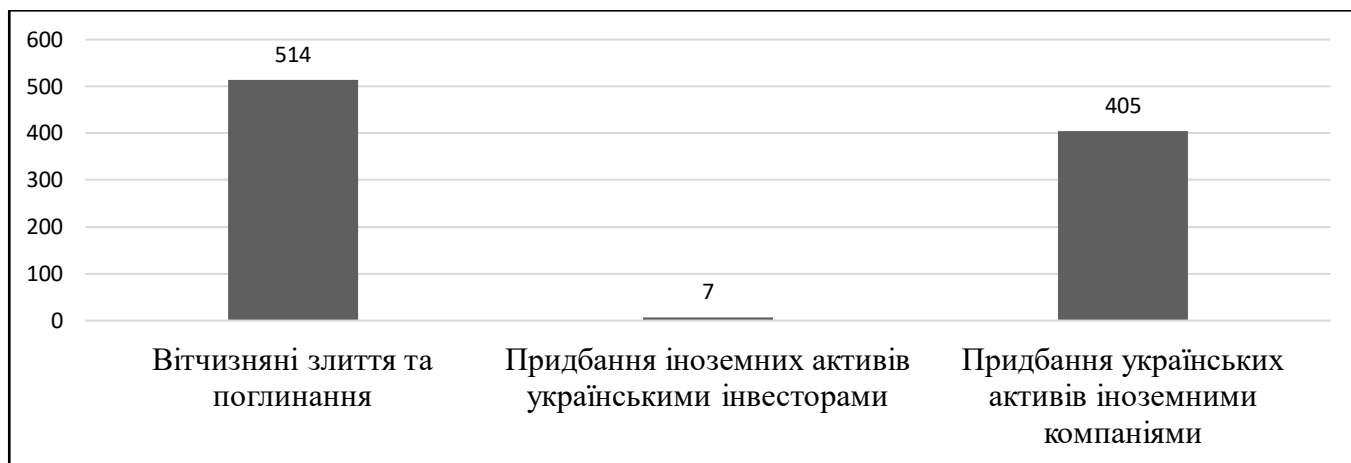 600
514
500
405
400
300
200
100
7
0
Вітчизняні злиття та
поглинання
Придбання іноземних активів
українськими інвесторами
Придбання українських
активів іноземними
компаніями